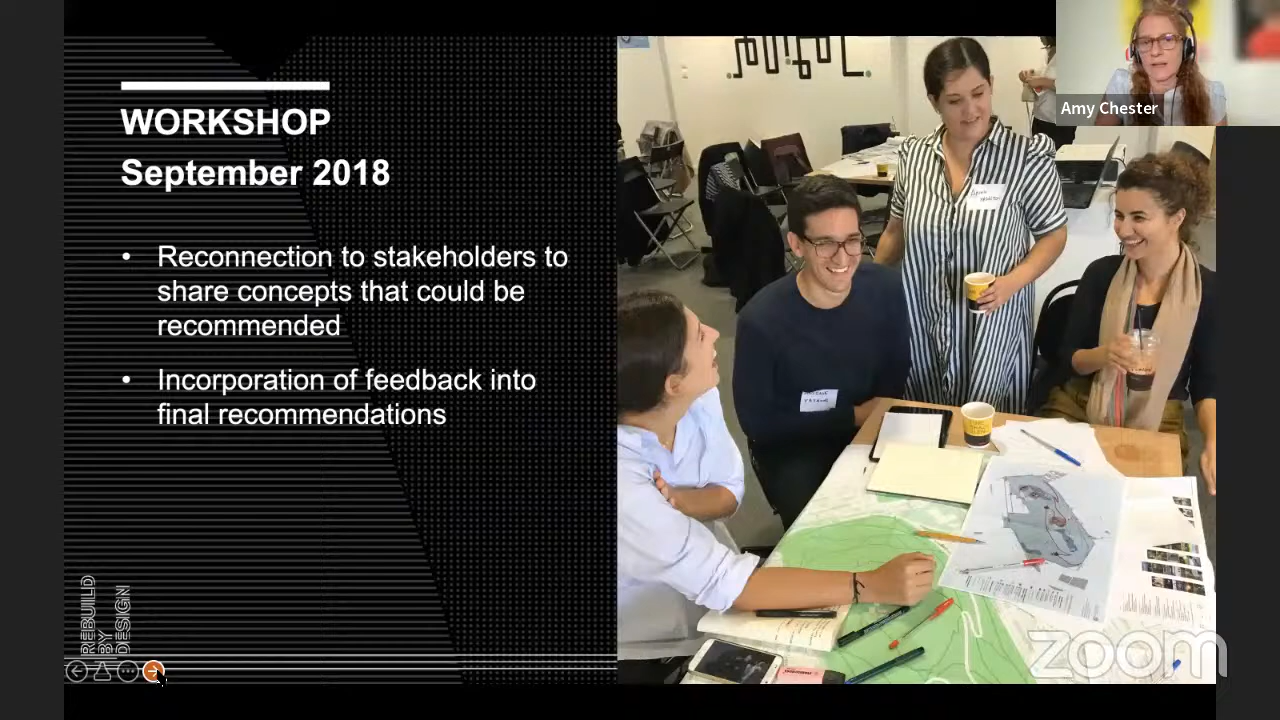 WORKSHOP
September 2018
• Reconnection to stakeholders to
share concepts that could be
recommended
• Incorporation of feedback into
final recommendations
REBUILD
BY
DESIGN
Amy Chester
zoom